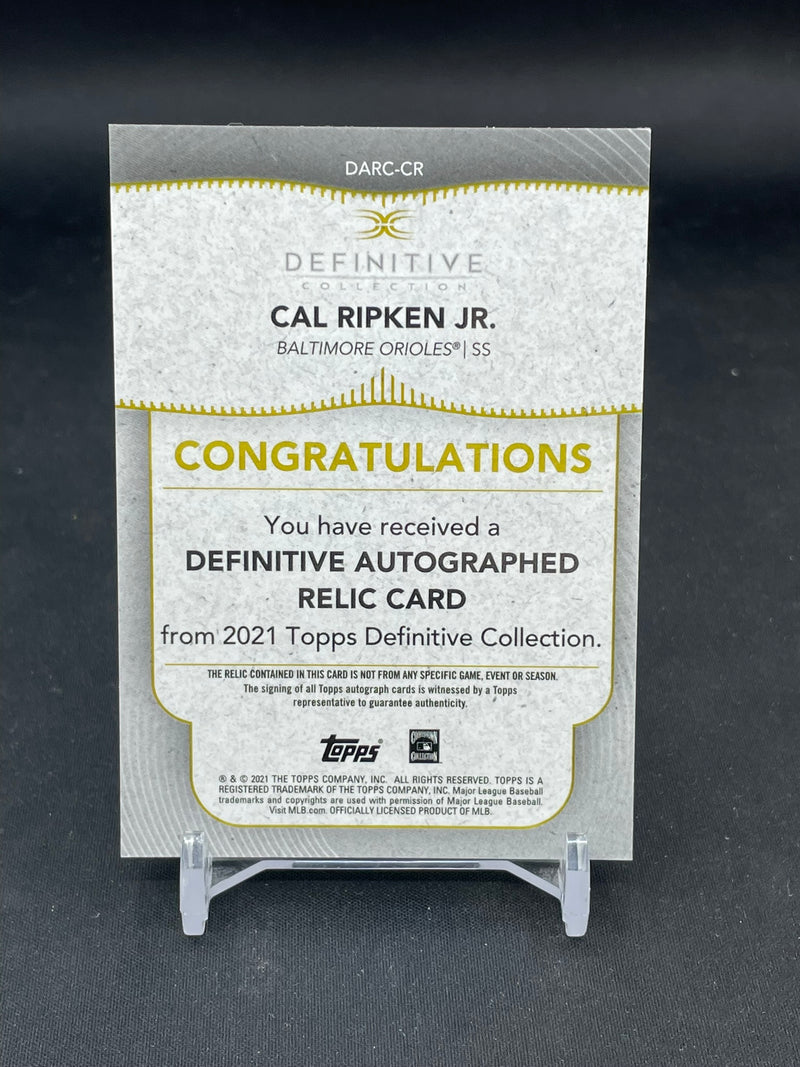 DARC-CR
DEFINITIVE
COLLECTION
CAL RIPKEN JR.
BALTIMORE ORIOLES® | SS
CONGRATULATIONS
You have received a
DEFINITIVE AUTOGRAPHED
RELIC CARD
from 2021 Topps Definitive Collection.
THE RELIC CONTAINED IN THIS CARD IS NOT FROM ANY SPECIFIC GAME, EVENT OR SEASON.
The signing of all Topps autograph cards is witnessed by a Topps
representative to guarantee authenticity.
Topps® COOPERSTOWN COLLECTION
® & © 2021 THE TOPPS COMPANY, INC. ALL RIGHTS RESERVED. TOPPS IS A
REGISTERED TRADEMARK OF THE TOPPS COMPANY, INC. Major League Baseball
trademarks and copyrights are used with permission of Major League Baseball.
Visit MLB.com. OFFICIALLY LICENSED PRODUCT OF MLB.